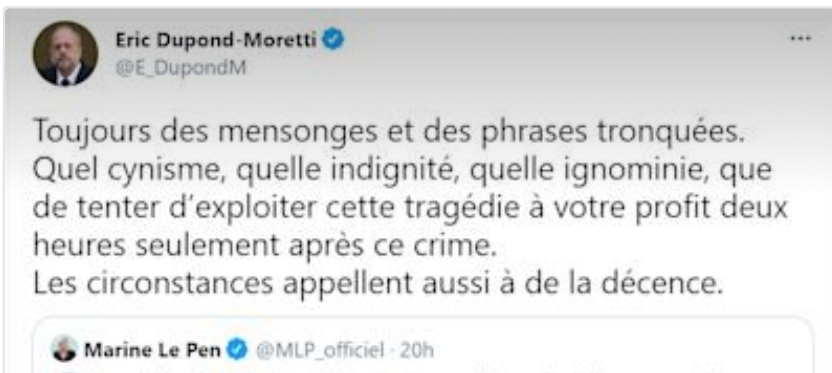 Eric Dupond-Moretti
@E_DupondM
Toujours des mensonges et des phrases tronquées.
Quel cynisme, quelle indignité, quelle ignominie, que
de tenter d'exploiter cette tragédie à votre profit deux
heures seulement après ce crime.
Les circonstances appellent aussi à de la décence.
Marine Le Pen @MLP_officiel · 20h